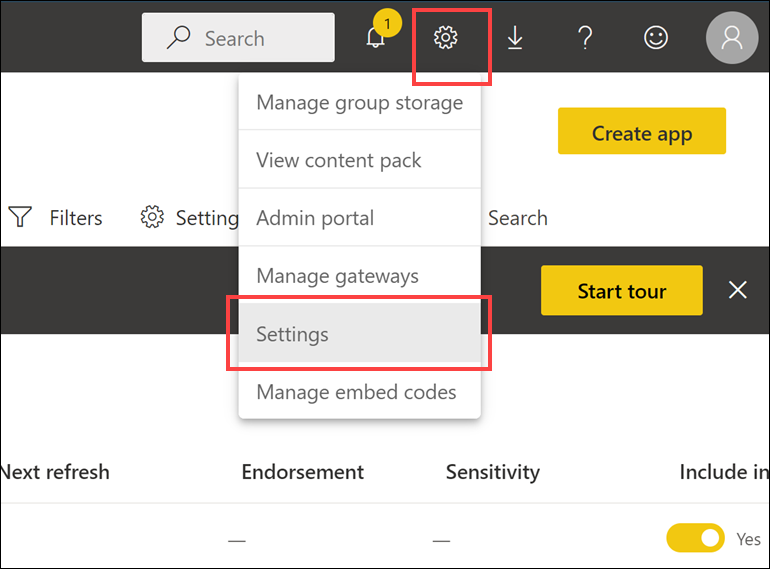 Search
1
?
Manage group storage
Create app
View content pack
Filters
Setting
Admin portal
Search
Manage gateways
Start tour
Settings
Manage embed codes
Next refresh
Endorsement
Sensitivity
Include in
—
—
Yes